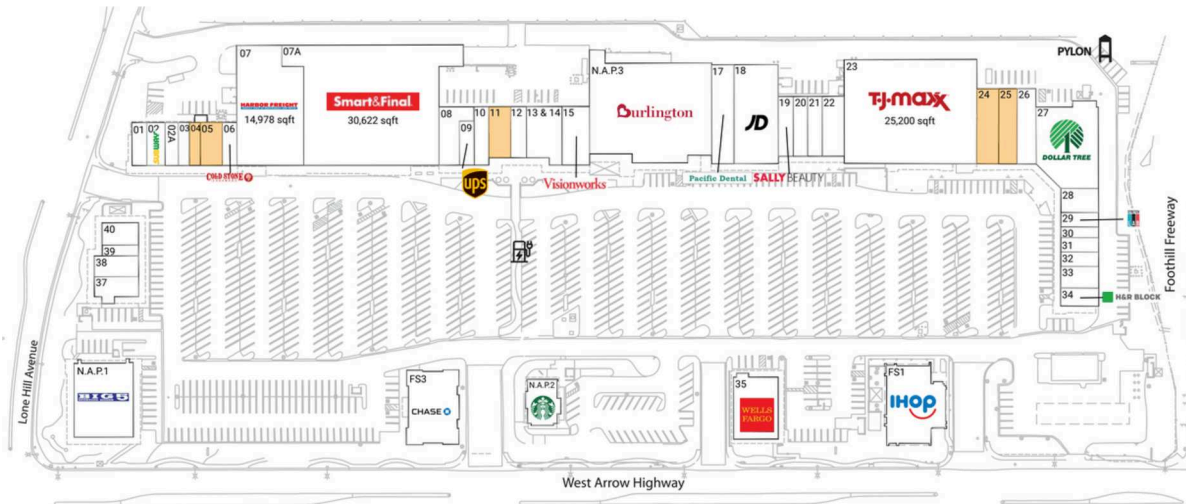 PYLON
07
07A
N.A.P.3
17
18
23
HARBOR FREIGHT
14,978 sqft
Smart&Final
30,622 sqft
Burlington
JD
T.J.maxx
25,200 sqft
24
25
26
27
DOLLAR TREE
01
02
SUBWAY
02A
03
04
05
06
08
09
10
11
12
13 & 14
15
19
20
21
22
COLD STONE
ups
Visionworks
Pacific Dental
SALLY BEAUTY
28
29
30
31
32
33
34
H&R BLOCK
40
39
38
37
Foothill Freeway
Lone Hill Avenue
N.A.P.1
BIG 5
FS3
CHASE
N.A.P.2
35
WELLS
FARGO
FS1
IHOP
West Arrow Highway